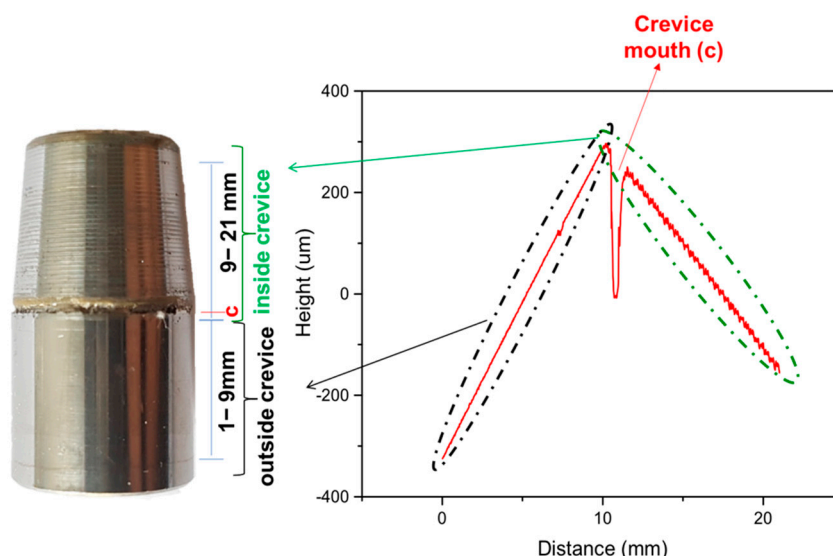 Crevice
mouth (c)
9– 21 mm
inside crevice
c
1– 9mm
outside crevice
400
200
0
-200
-400
Height (um)
0
10
20
Distance (mm)